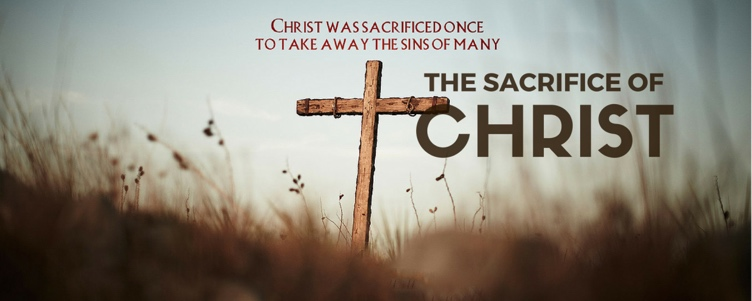 CHRIST WAS SACRIFICED ONCE
TO TAKE AWAY THE SINS OF MANY
THE SACRIFICE OF
CHRIST